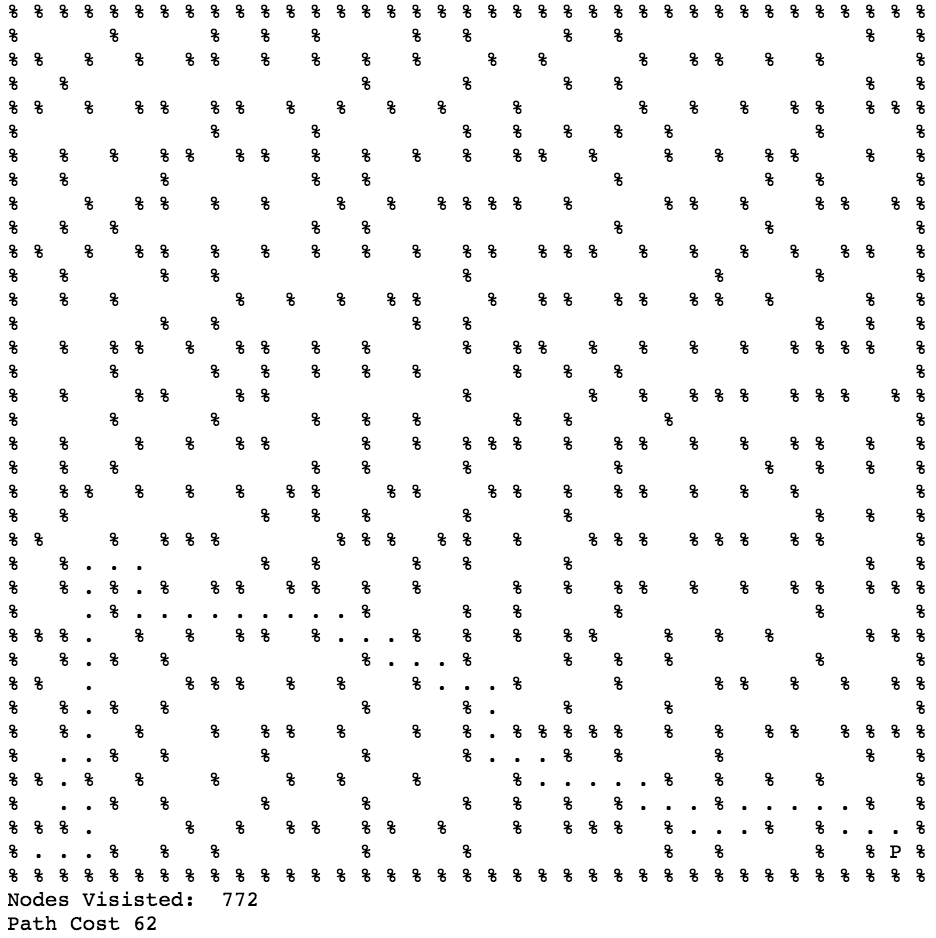 % % % % % % % % % % % % % % % % % % % % % % % % % % % % % % % % % % % % %
%       %       %   %   %       %   %       %   %                   %   %
% %   %   %   % %   %   %   %   %     %   %       %   % %   %   %       %
%   %                       %       %       %   %                   %   %
% %   %   % %   % %   %   %   %   %     %         %   %   %   % %   % % %
%               %       %           %   %   %   %   %           %       %
%   %   %   % %   % %   %   %   %   %   % %   %     %   %   % %     %   %
%   %       %           %   %                   %           %   %       %
%     %   % %   %   %     %   %   % % % %   %       % %   %     % %   % %
%   %   %               %   %                   %           %           %
% %   %   % %   %   %   %   %   %   % %   % % %   %   %   %   %   % %   %
%   %       %   %                   %                   %       %       %
%   %   %         %   %   %   % %     %   % %   % %   % %   %       %   %
%           %   %               %   %                           %   %   %
%   %   % %   %   % %   %   %       %   % %   %   %   %   %   % % % %   %
%       %       %   %   %   %   %       %   %   %                       %
%   %     % %     % %               %         %   %   % % %   % % %   % %
%       %       %       %   %   %       %   %       %                   %
%   %     %   %   % %       %   %   % % %   %   % %   %   %   % %   %   %
%   %   %               %   %       %           %           %   %   %   %
%   % %   %   %   %   % %     % %     % %   %   % %   %   %   %         %
%   %               %   %   %       %       %                   %   %   %
% %     %   % % %         % % %   % %   %     % % %   % % %   % %   %   %
%   % . . .         %   %       %   %       %                       %   %
%   % . % . %   % %   % %   %   %       %   %   % %   %   %   % %   % % %
%     . % . . . . . . . . . %       %   %       %               %       %
% % % .   %   %   % %   % . . . %   %   %   % %     %   %   %       % % %
%   % . %   %               % . . . %       %   %   %           %       %
% %   .       % % %   %   %     % . . . %       %       % %   %   %   % %
%   % . %   %               %       % .     %       %                   %
%   % .   %     %   % %   %     %   % . % % % % %   %   %   % %   % % % %
%   . . %   %       %       %       % . . . %   %       %           %   %
% % . %   %     %     %   %     %       % . . . . . %   %   %   %       %
%   . . %   %       %       %       %   %   %   % . . . % . . . . . %   %
% % % .       %   %     % %   % %   %     %   % % %   % . . . %   % . . . %
% . . . %   %   %           %       %               %   %       %   % P %
% % % % % % % % % % % % % % % % % % % % % % % % % % % % % % % % % % % % %
Nodes Visisted:  772
Path Cost 62